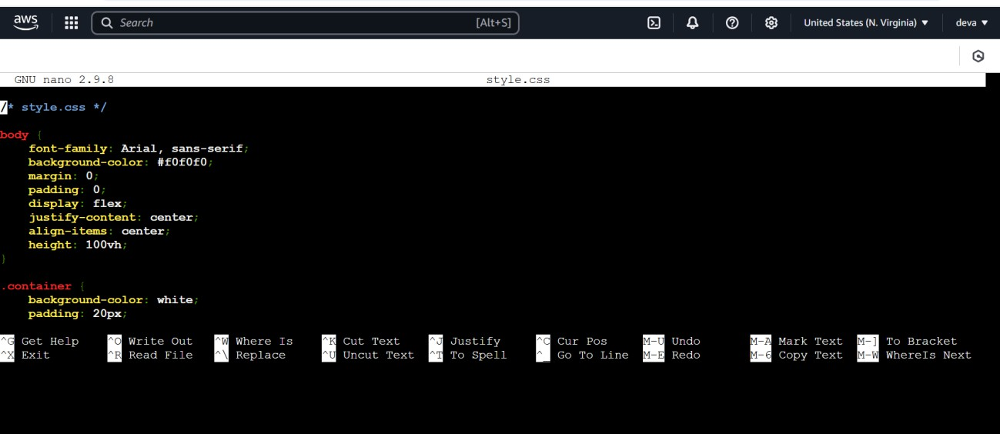 aws Search [Alt+S] United States (N. Virginia) ▼ deva ▼
GNU nano 2.9.8 style.css
/* style.css */
body {
    font-family: Arial, sans-serif;
    background-color: #f0f0f0;
    margin: 0;
    padding: 0;
    display: flex;
    justify-content: center;
    align-items: center;
    height: 100vh;
}
.container {
    background-color: white;
    padding: 20px;
^G Get Help ^O Write Out ^W Where Is ^K Cut Text ^J Justify ^C Cur Pos M-U Undo M-A Mark Text M-] To Bracket
^X Exit ^R Read File ^\ Replace ^U Uncut Text ^T To Spell ^_ Go To Line M-E Redo M-6 Copy Text M-W WhereIs Next